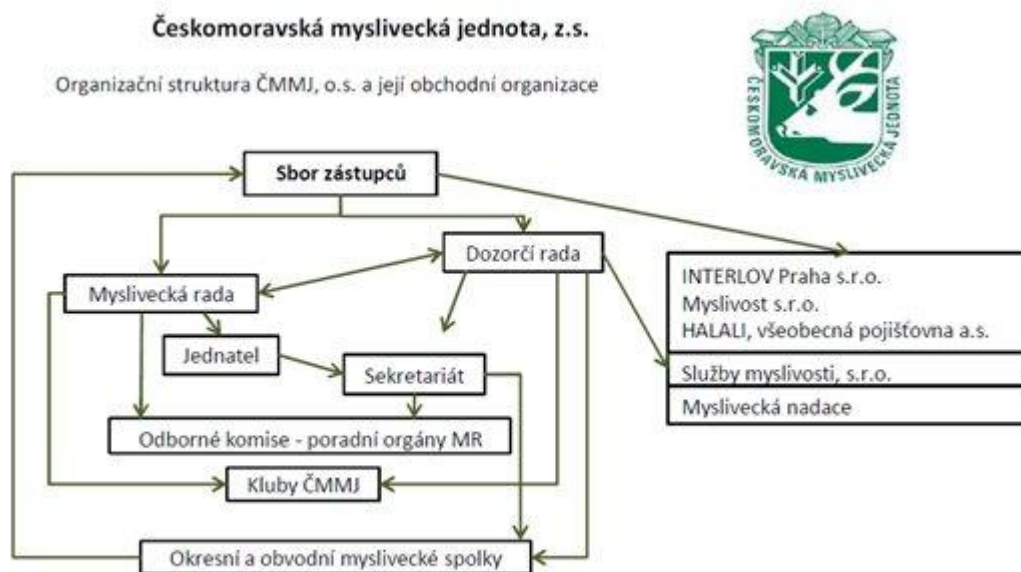 Českomoravská myslivecká jednota, z.s.
Organizační struktura ČMMJ, o.s. a její obchodní organizace
ČESKOMORAVSKÁ MYSLIVECKÁ JEDNOTA
Sbor zástupců
Dozorčí rada
Myslivecká rada
INTERLOV Praha s.r.o.
Myslivost s.r.o.
HALALI, všeobecná pojišťovna a.s.
Jednatel
Sekretariát
Služby myslivosti, s.r.o.
Myslivecká nadace
Odborné komise - poradní orgány MR
Kluby ČMMJ
Okresní a obvodní myslivecké spolky